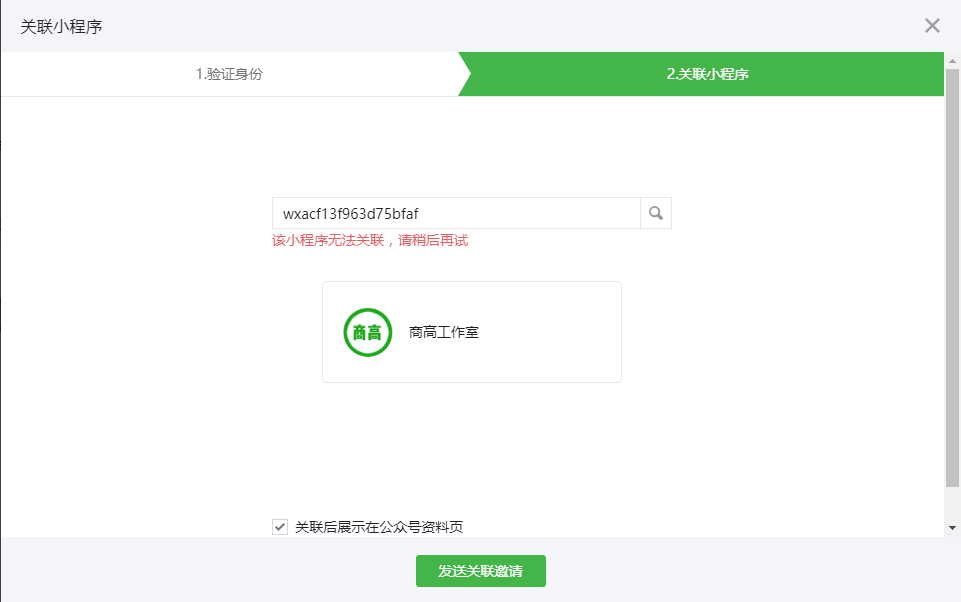 关联小程序
1.验证身份
2.关联小程序
wxacf13f963d75bfaf
该小程序无法关联，请稍后再试
商高
商高工作室
关联后展示在公众号资料页
发送关联邀请